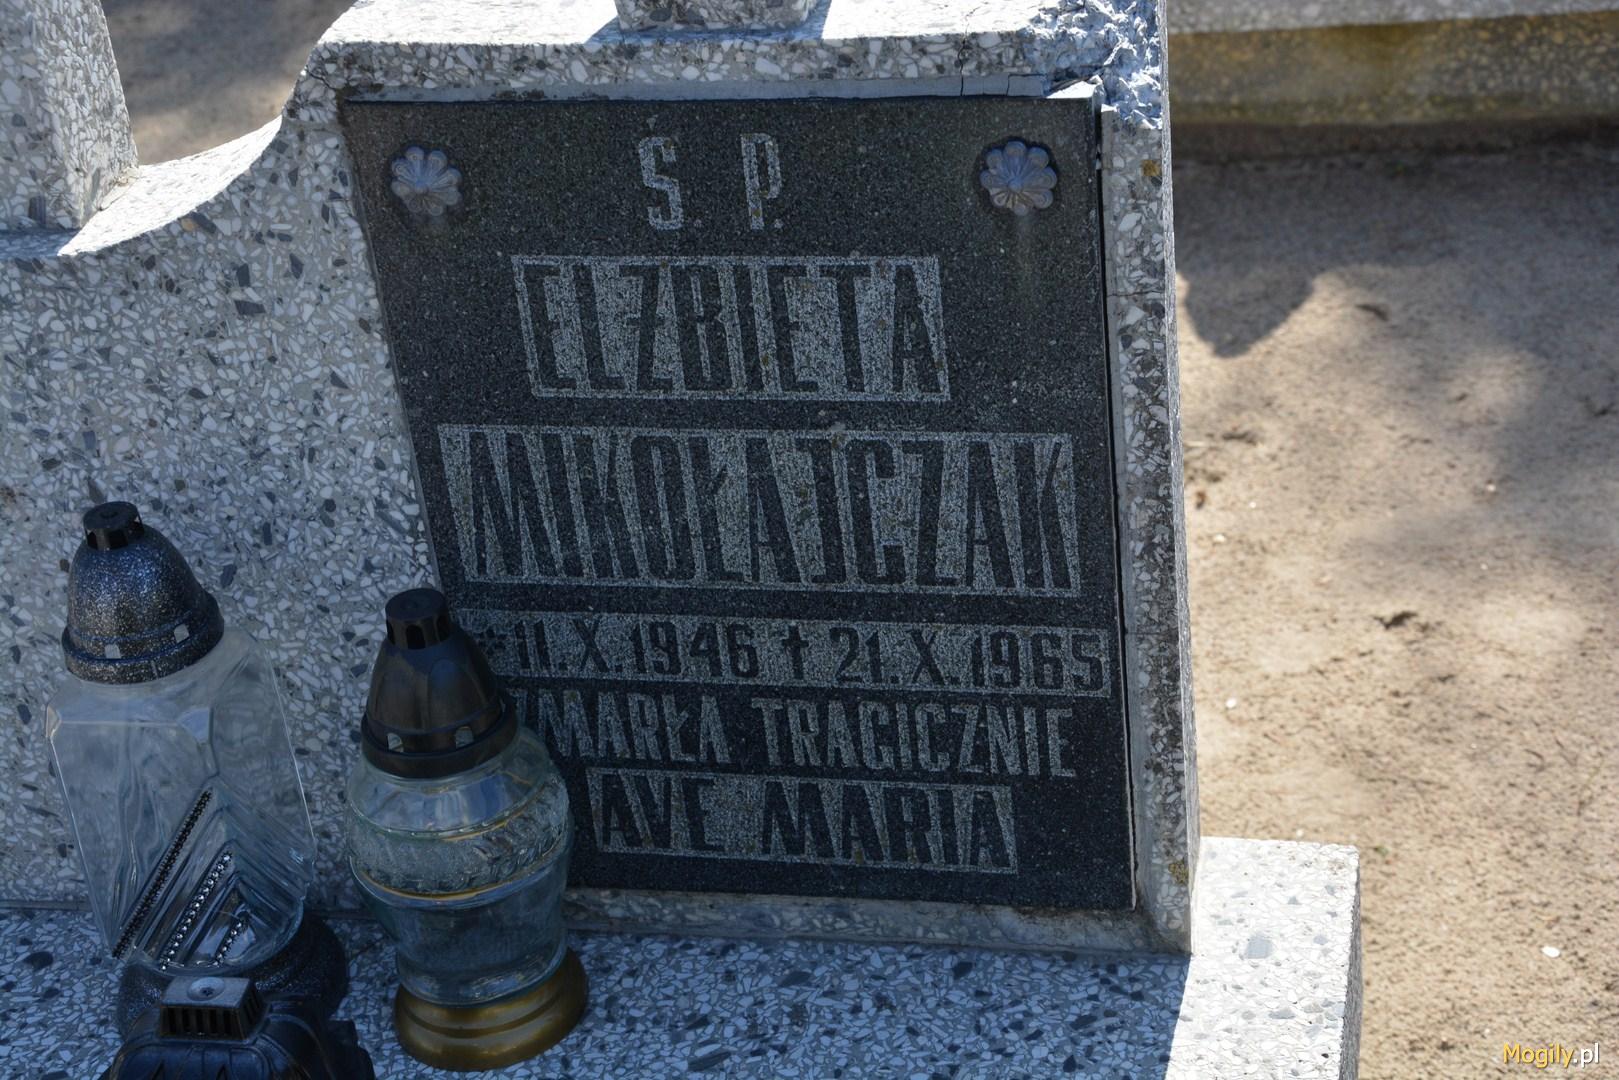 Ś. P.
ELŻBIETA
MIKOŁAJCZAK
*11.X.1946 † 21.X.1965
ZMARŁA TRAGICZNIE
AVE MARIA
Mogily.pl